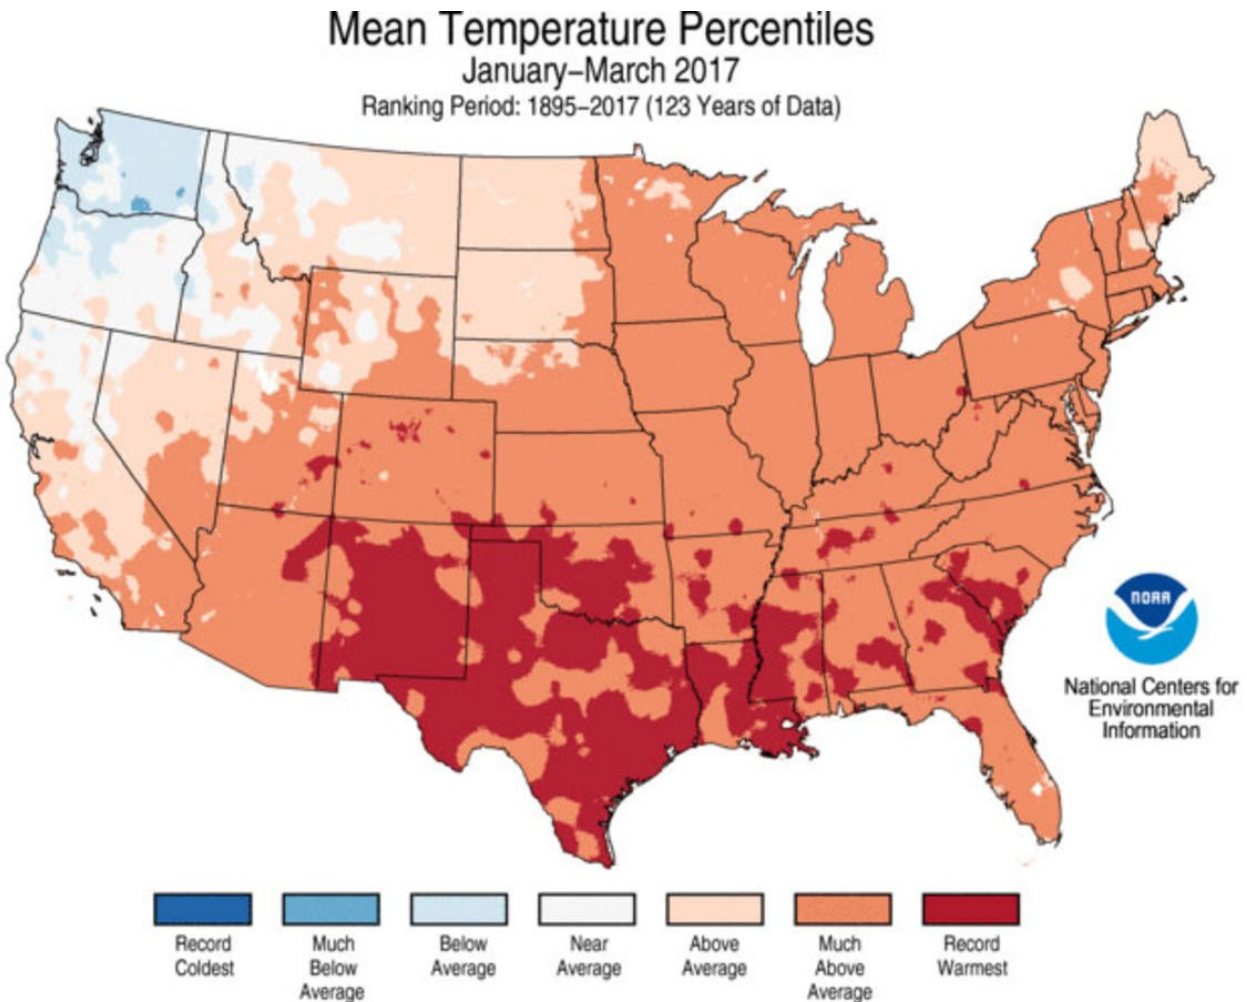 Mean Temperature Percentiles
January–March 2017
Ranking Period: 1895–2017 (123 Years of Data)
NOAA
National Centers for
Environmental
Information
Record
Coldest
Much
Below
Average
Below
Average
Near
Average
Above
Average
Much
Above
Average
Record
Warmest